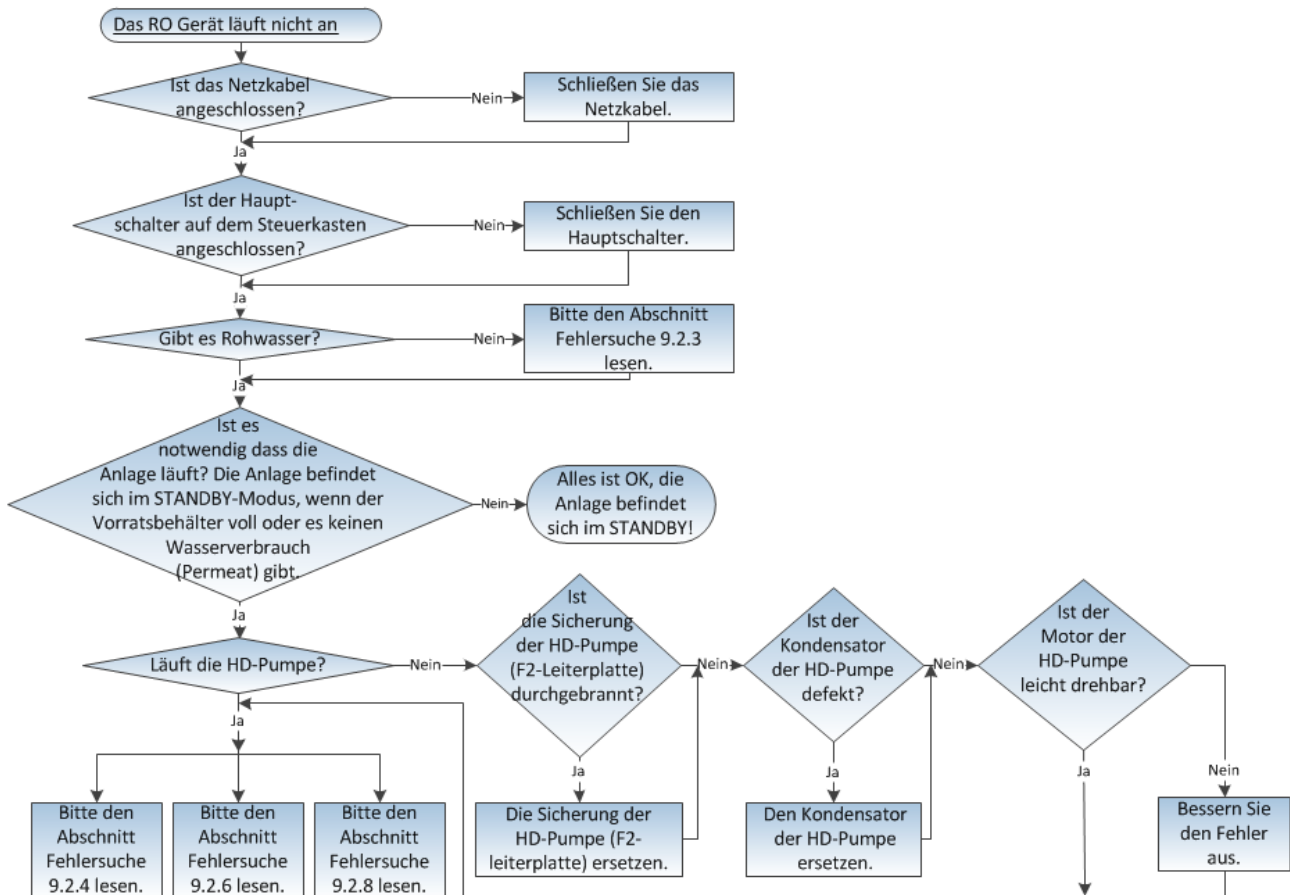 Das RO Gerät läuft nicht an
Ist das Netzkabel
angeschlossen?
Nein
Schließen Sie das
Netzkabel.
Ja
Ist der Haupt-
schalter auf dem Steuerkasten
angeschlossen?
Nein
Schließen Sie den
Hauptschalter.
Ja
Gibt es Rohwasser?
Nein
Bitte den Abschnitt
Fehlersuche 9.2.3
lesen.
Ja
Ist es
notwendig dass die
Anlage läuft? Die Anlage befindet
sich im STANDBY-Modus, wenn der
Vorratsbehälter voll oder es keinen
Wasserverbrauch
(Permeat) gibt.
Nein
Alles ist OK, die
Anlage befindet
sich im STANDBY!
Ja
Läuft die HD-Pumpe?
Nein
Ist
die Sicherung
der HD-Pumpe
(F2-Leiterplatte)
durchgebrannt?
Nein
Ist der
Kondensator
der HD-Pumpe
defekt?
Nein
Ist der
Motor der
HD-Pumpe
leicht drehbar?
Ja
Ja
Ja
Ja
Nein
Bitte den
Abschnitt
Fehlersuche
9.2.4 lesen.
Bitte den
Abschnitt
Fehlersuche
9.2.6 lesen.
Bitte den
Abschnitt
Fehlersuche
9.2.8 lesen.
Die Sicherung der
HD-Pumpe (F2-
leiterplatte) ersetzen.
Den Kondensator
der HD-Pumpe
ersetzen.
Bessern Sie
den Fehler
aus.